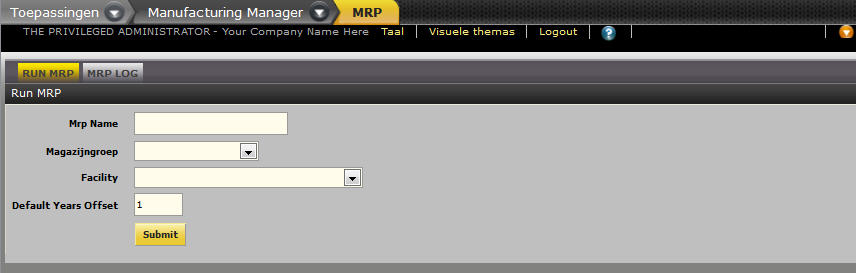 Toepassingen Manufacturing Manager MRP
THE PRIVILEGED ADMINISTRATOR - Your Company Name Here Taal Visuele themas Logout ?
RUN MRP MRP LOG
Run MRP
Mrp Name
Magazijngroep
Facility
Default Years Offset 1
Submit